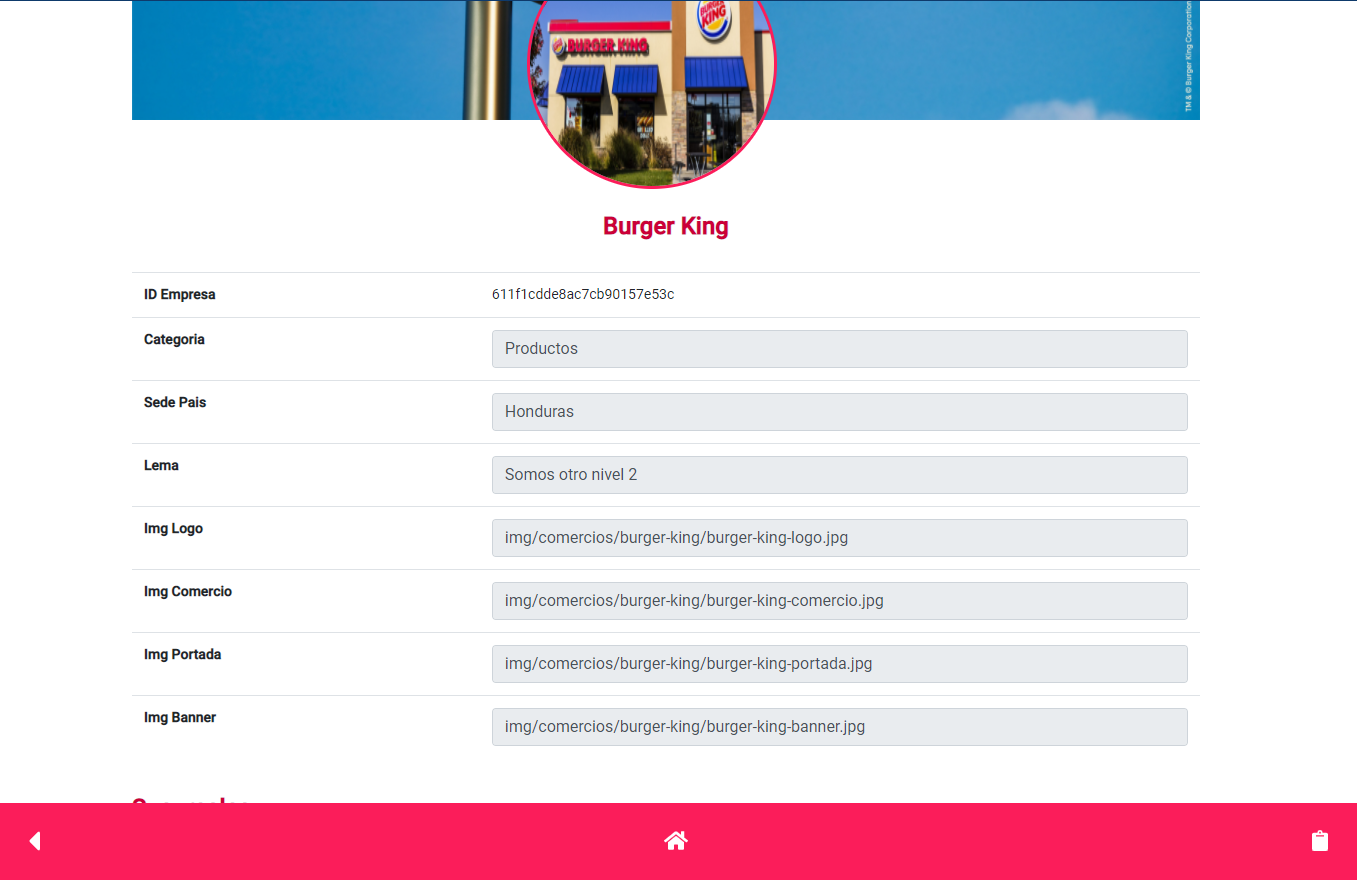 BURGER KING
BURGER KING
TM & © Burger King Corporation
Burger King
ID Empresa 611f1cdde8ac7cb90157e53c
Categoria Productos
Sede Pais Honduras
Lema Somos otro nivel 2
Img Logo img/comercios/burger-king/burger-king-logo.jpg
Img Comercio img/comercios/burger-king/burger-king-comercio.jpg
Img Portada img/comercios/burger-king/burger-king-portada.jpg
Img Banner img/comercios/burger-king/burger-king-banner.jpg